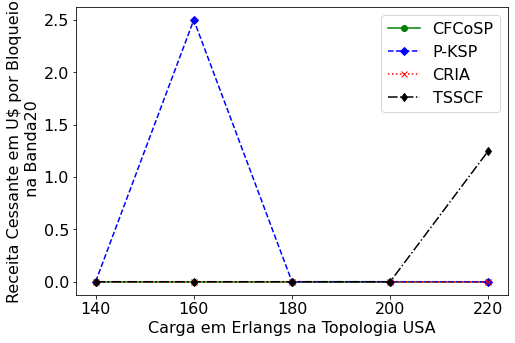 Receita Cessante em U$ por Bloqueio
na Banda20
2.5
2.0
1.5
1.0
0.5
0.0
CFCoSP
P-KSP
CRIA
TSSCF
140 160 180 200 220
Carga em Erlangs na Topologia USA